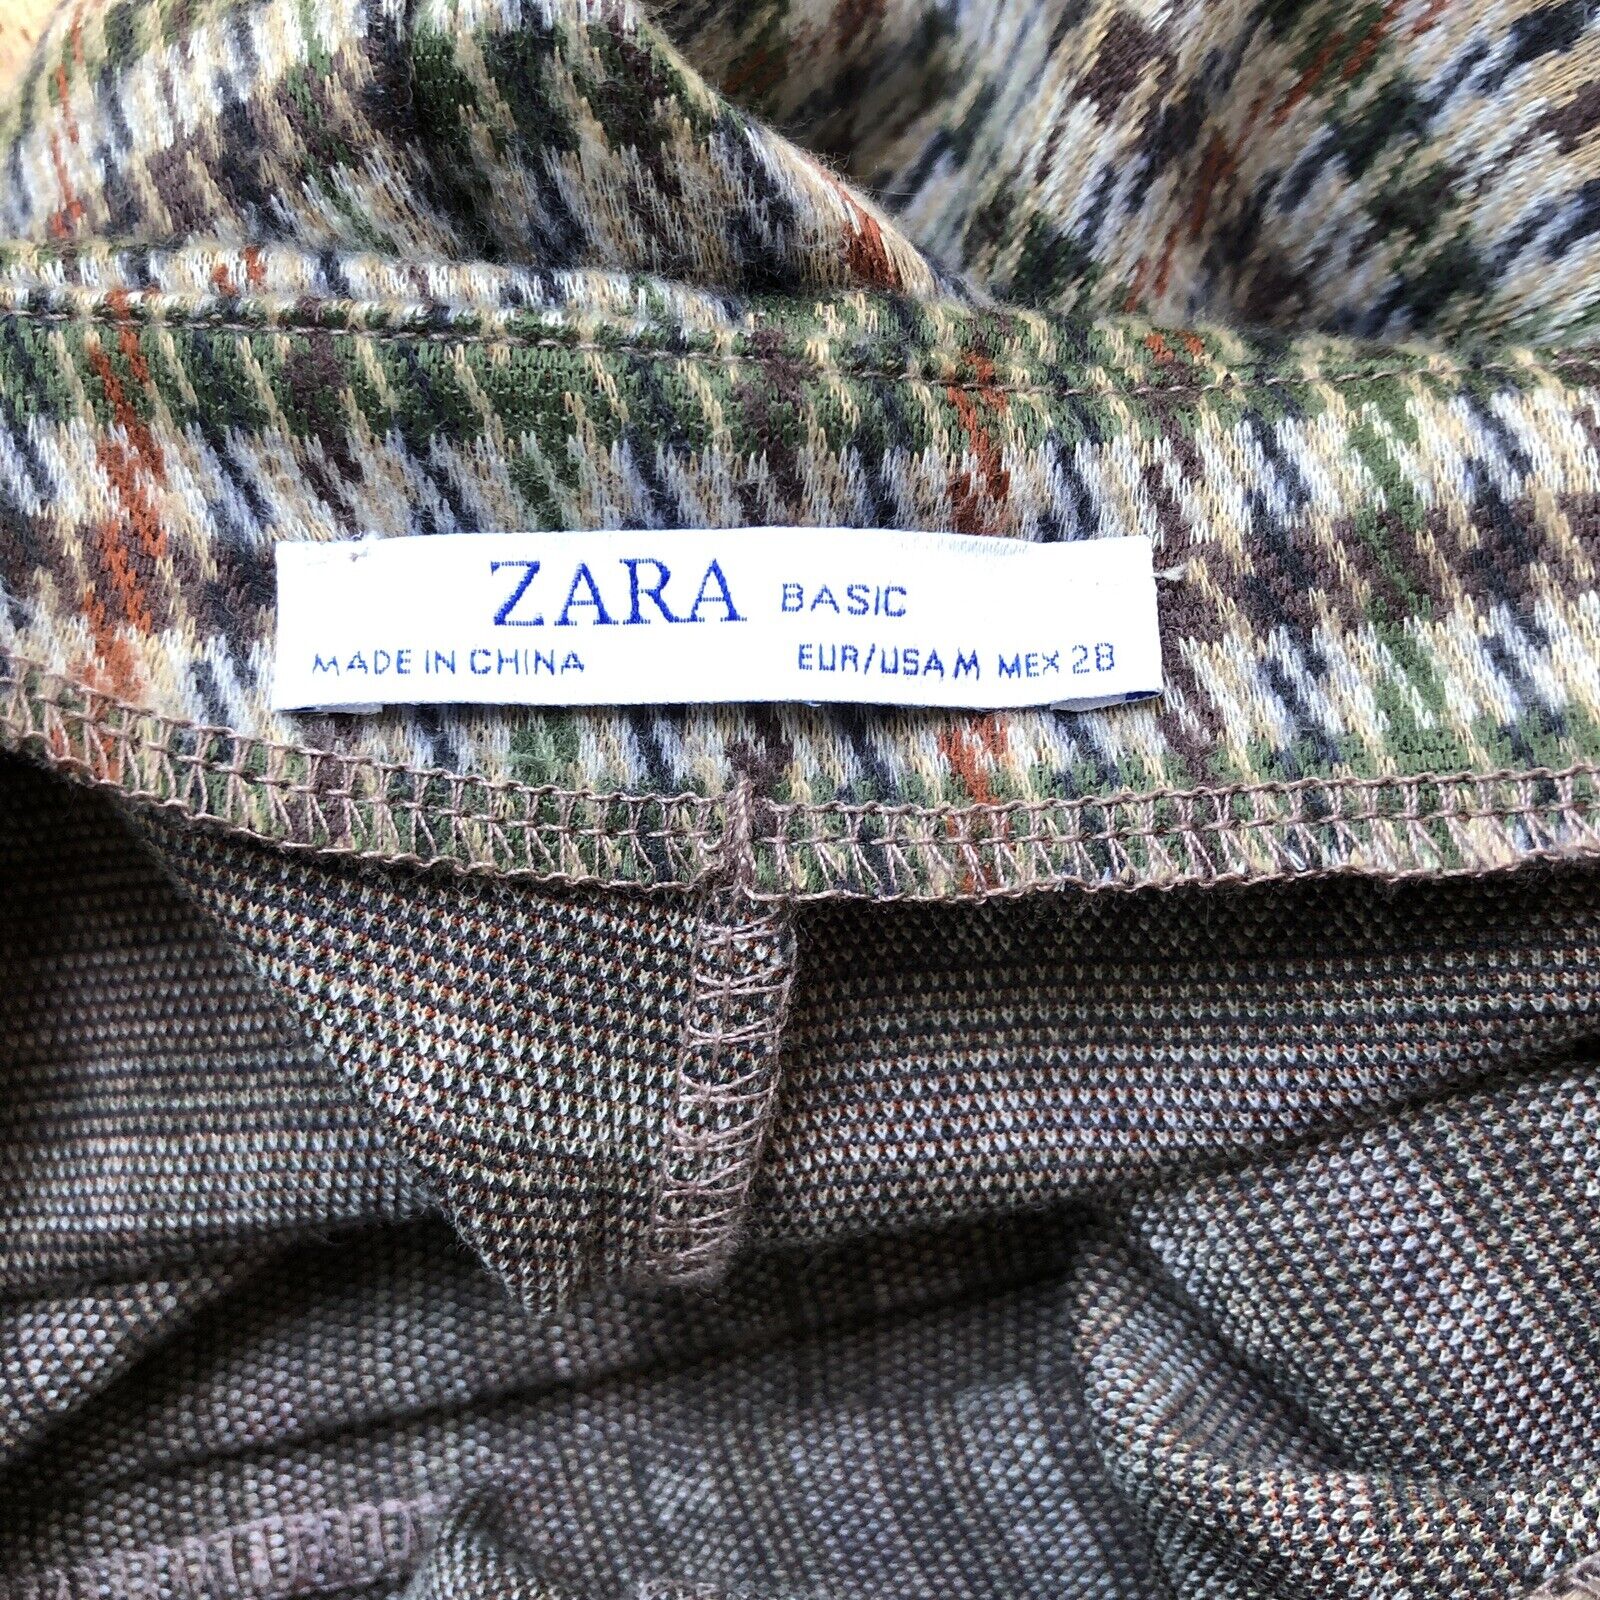 ZARA BASIC
MADE IN CHINA EUR/USA M MEX 28